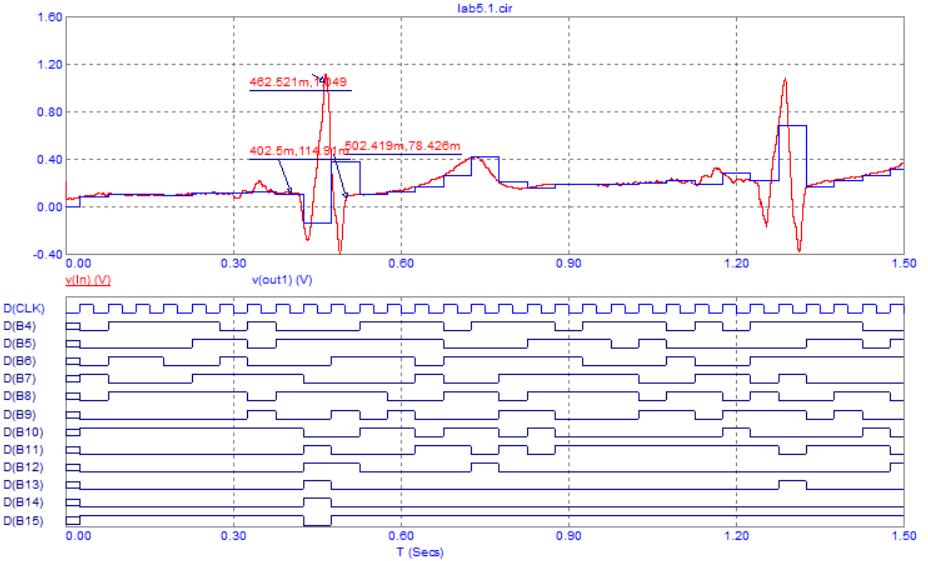 lab5.1.cir
1.60
1.20
462.521m,1.049
0.80
502.419m,78.426m
402.5m,114.91m
0.40
0.00
-0.40
0.00 0.30 0.60 0.90 1.20 1.50
v(In) (V) v(out1) (V)
D(CLK)
D(B4)
D(B5)
D(B6)
D(B7)
D(B8)
D(B9)
D(B10)
D(B11)
D(B12)
D(B13)
D(B14)
D(B15)
0.00 0.30 0.60 0.90 1.20 1.50
T (Secs)